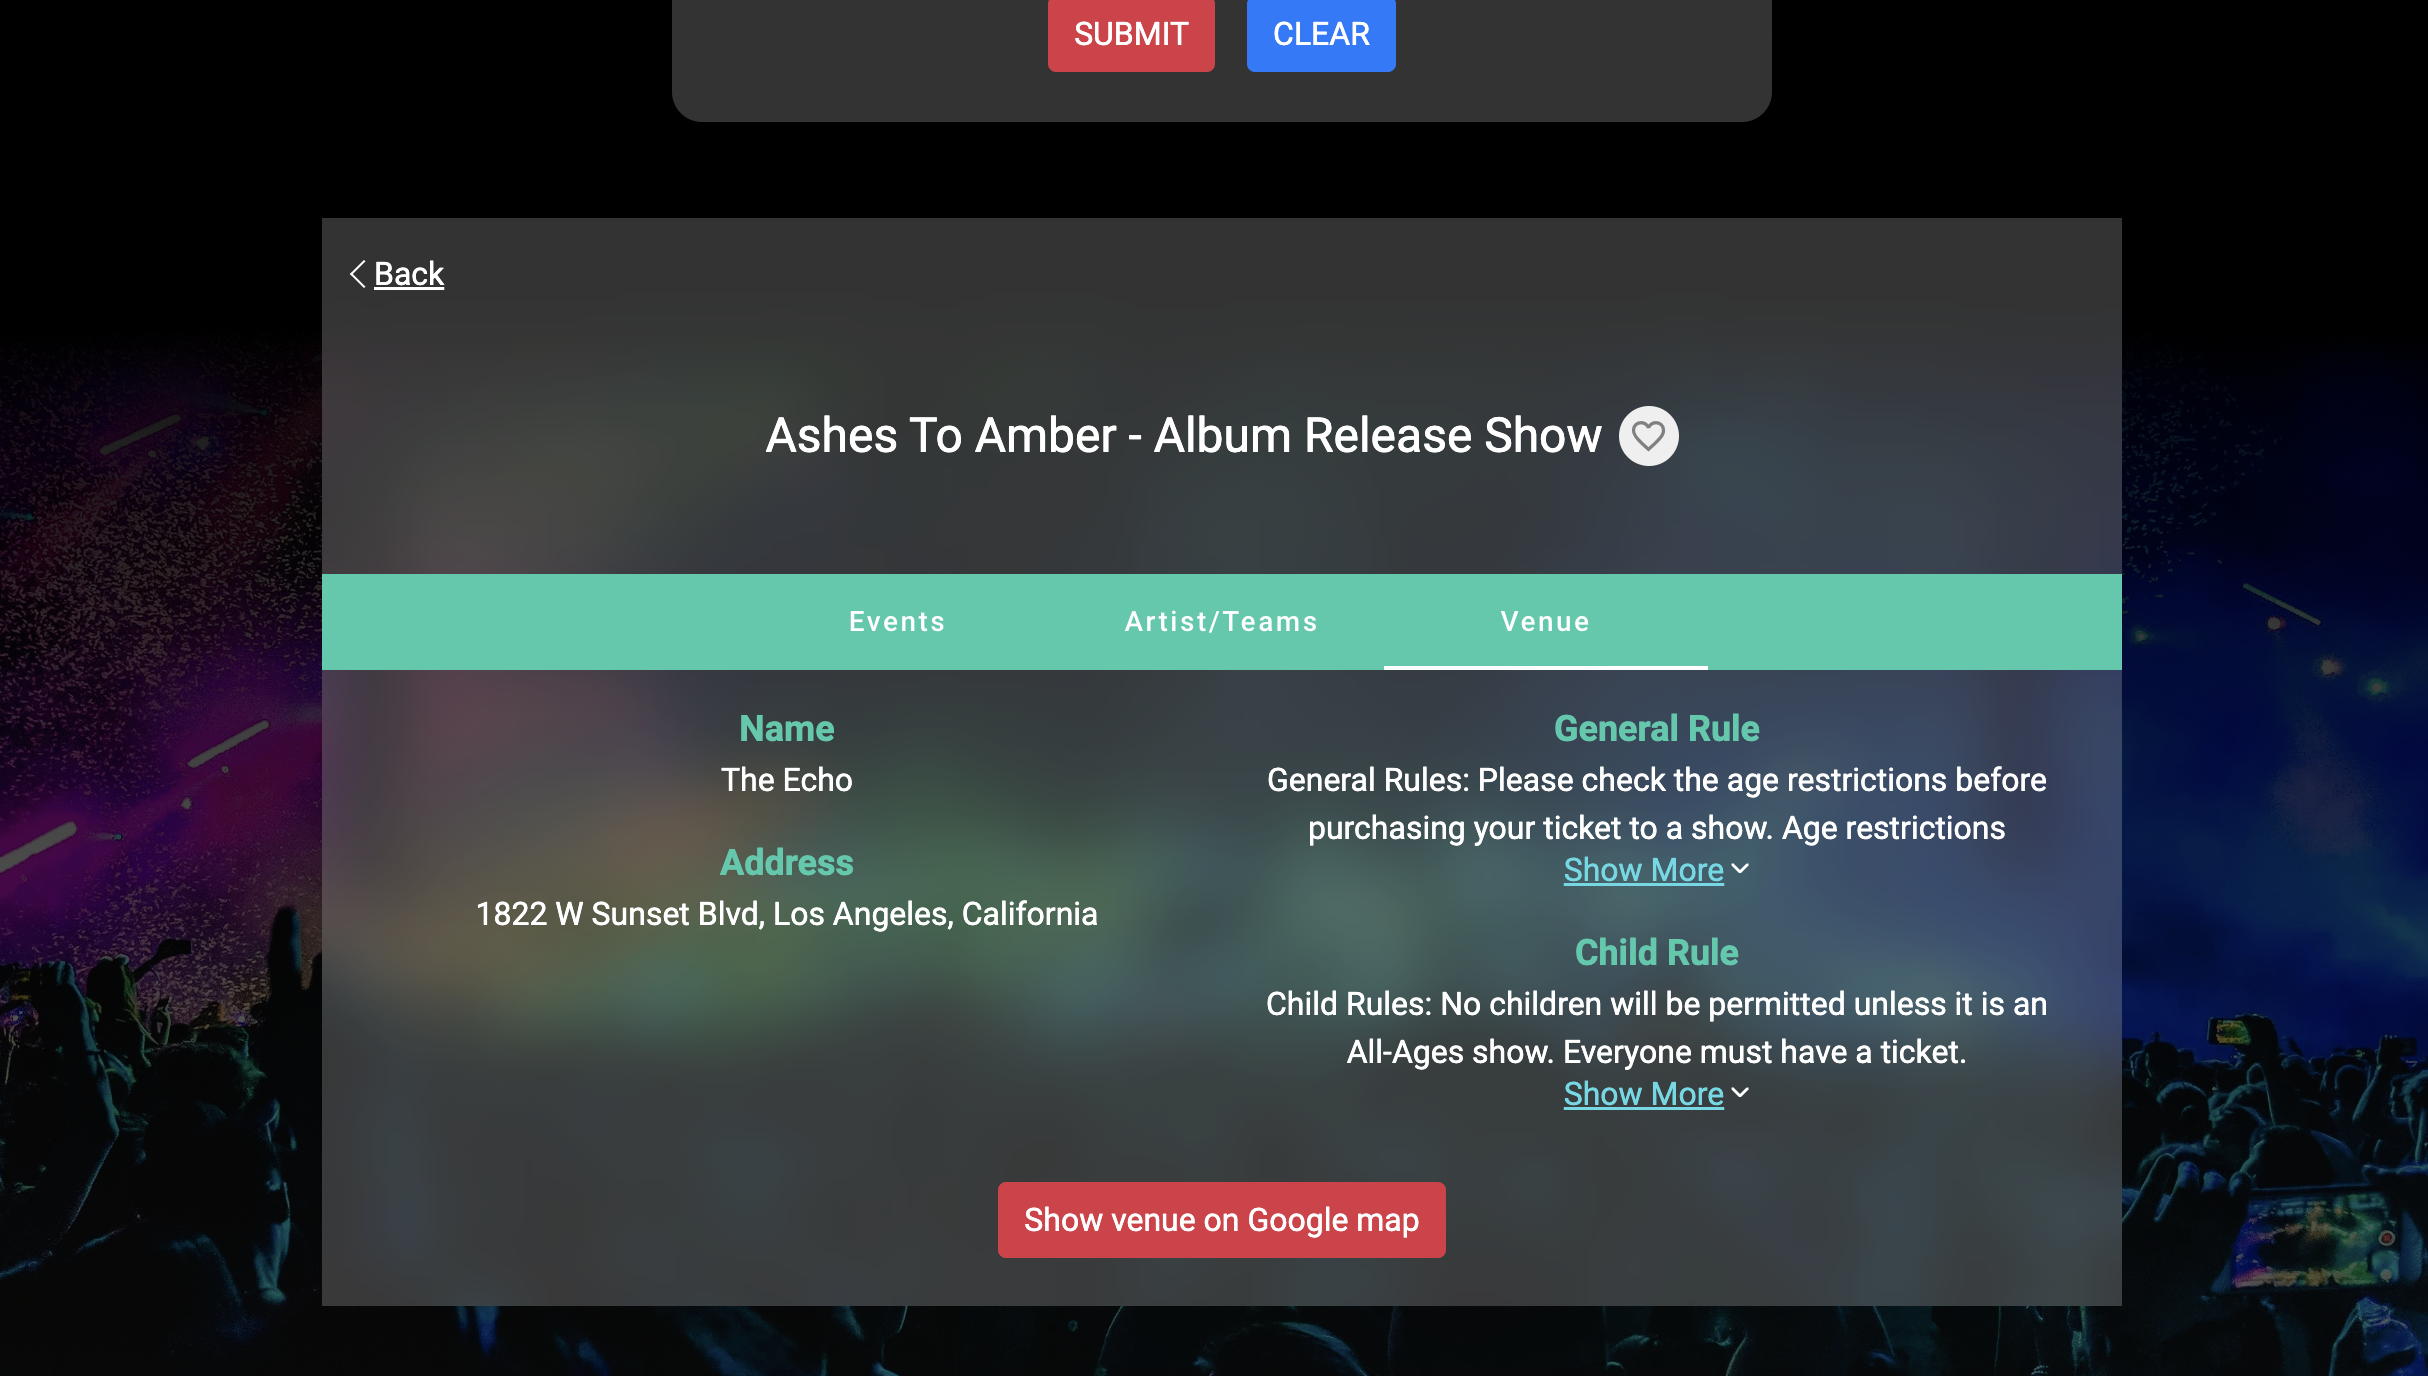 SUBMIT CLEAR
Back
Ashes To Amber - Album Release Show
Events Artist/Teams Venue
Name
The Echo
Address
1822 W Sunset Blvd, Los Angeles, California
General Rule
General Rules: Please check the age restrictions before
purchasing your ticket to a show. Age restrictions
Show More
Child Rule
Child Rules: No children will be permitted unless it is an
All-Ages show. Everyone must have a ticket.
Show More
Show venue on Google map